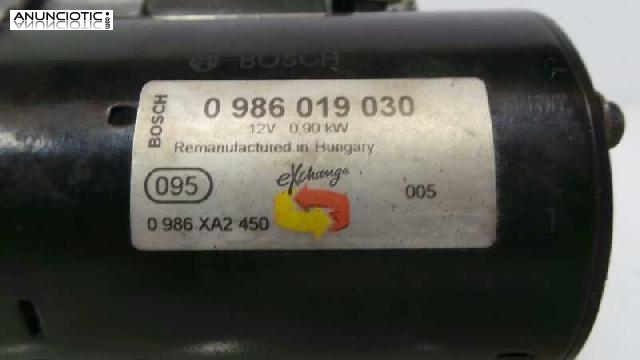 ANUNCIOTIC
BOSCH
BOSCH
0 986 019 030
12V 0,90 kW
Remanufactured in Hungary
095
eXchange
005
0 986 XA2 450